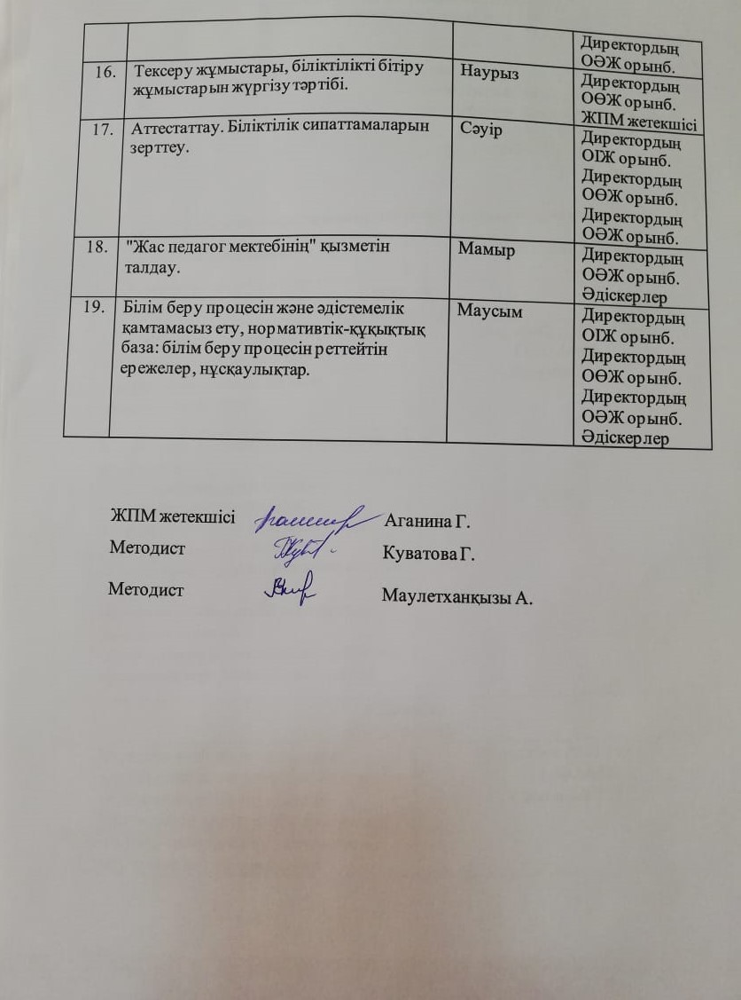 Директордың
ОӘЖ орынб.
16. Тексеру жұмыстары, біліктілікті бітіру
жұмыстарын жүргізу тәртібі.
Наурыз
Директордың
ОӨЖ орынб.
ЖПМ жетекшісі
17. Аттестаттау. Біліктілік сипаттамаларын
зерттеу.
Сәуір
Директордың
ОІЖ орынб.
Директордың
ОӨЖ орынб.
Директордың
ОӘЖ орынб.
18. "Жас педагог мектебінің" қызметін
талдау.
Мамыр
Директордың
ОӘЖ орынб.
Әдіскерлер
19. Білім беру процесін және әдістемелік
қамтамасыз ету, нормативтік-құқықтық
база: білім беру процесін реттейтін
ережелер, нұсқаулықтар.
Маусым
Директордың
ОІЖ орынб.
Директордың
ОӨЖ орынб.
Директордың
ОӘЖ орынб.
Әдіскерлер
ЖПМ жетекшісі Аганина Г.
Методист Куватова Г.
Методист Маулетханқызы А.